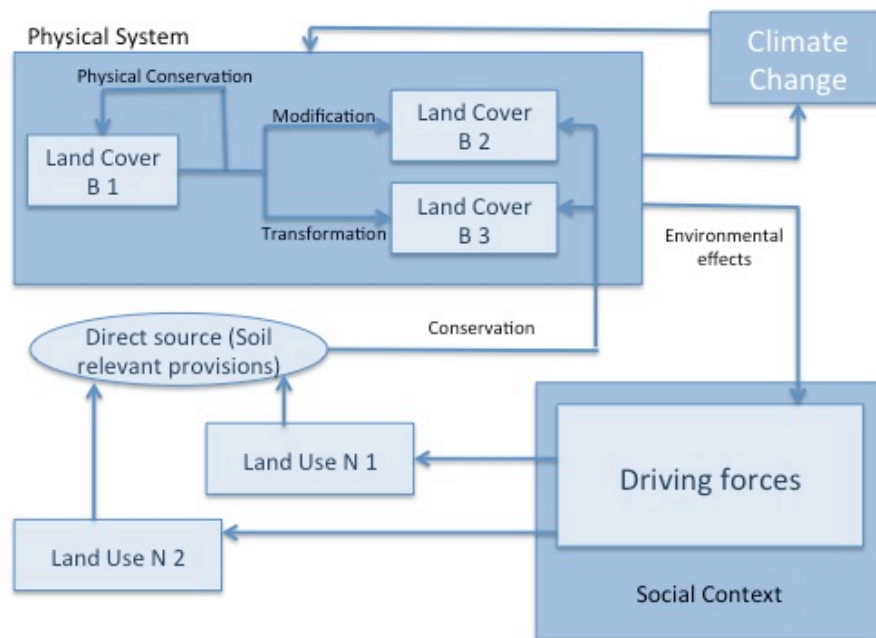 Physical System
Climate
Change
Physical Conservation
Modification
Land Cover
B 2
Land Cover
B 1
Land Cover
B 3
Transformation
Environmental
effects
Direct source (Soil
relevant provisions)
Conservation
Land Use N 1
Driving forces
Land Use N 2
Social Context